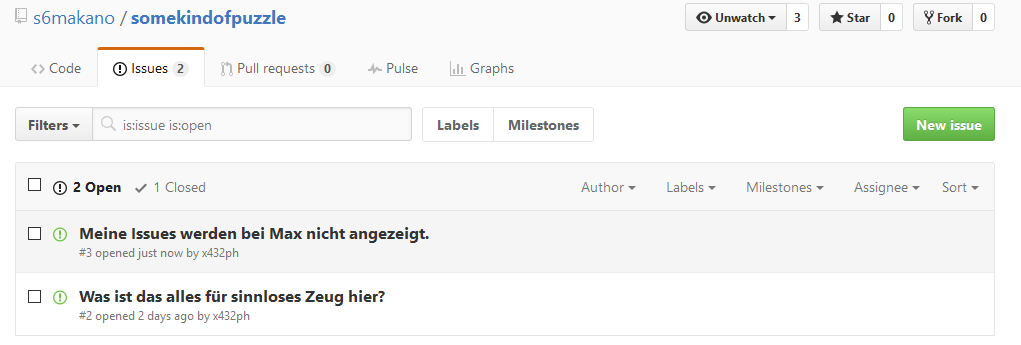 s6makano / somekindofpuzzle Unwatch 3 Star 0 Fork 0
Code Issues 2 Pull requests 0 Pulse Graphs
Filters is:issue is:open Labels Milestones New issue
2 Open 1 Closed Author Labels Milestones Assignee Sort
Meine Issues werden bei Max nicht angezeigt.
#3 opened just now by x432ph
Was ist das alles für sinnloses Zeug hier?
#2 opened 2 days ago by x432ph